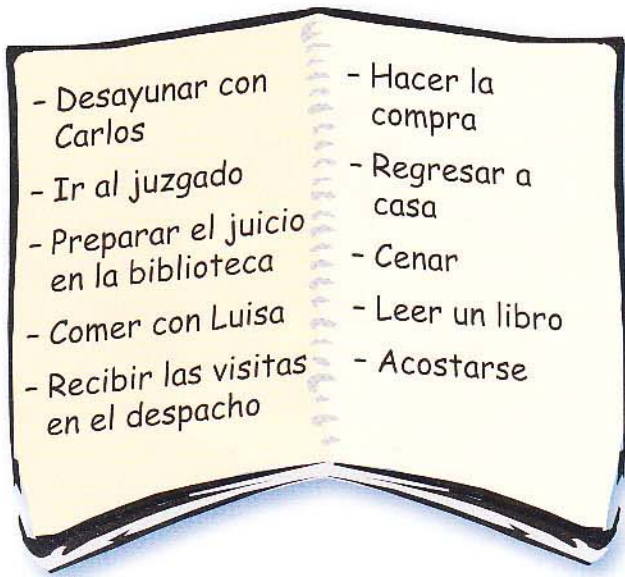 - Desayunar con
Carlos
- Ir al juzgado
- Preparar el juicio
en la biblioteca
- Comer con Luisa
- Recibir las visitas
en el despacho
- Hacer la
compra
- Regresar a
casa
- Cenar
- Leer un libro
- Acostarse